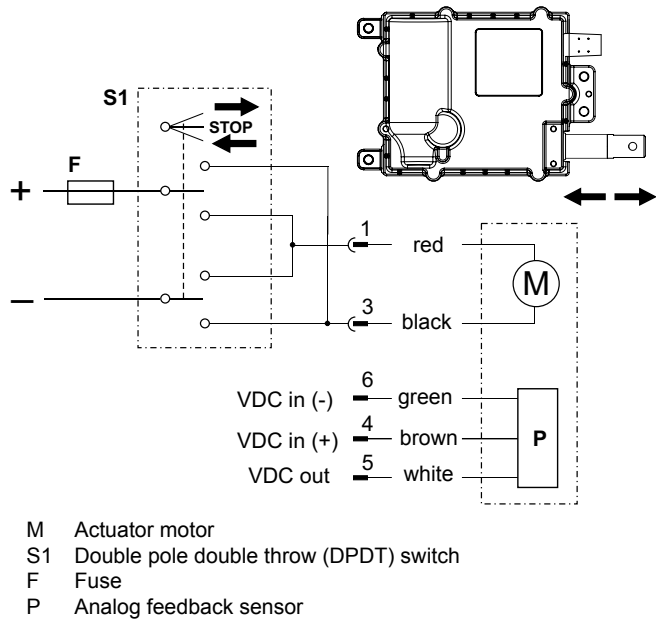 S1
STOP
F
+
–
1
red
M
3
black
6
VDC in (-)
green
4
VDC in (+)
brown
P
5
VDC out
white
M Actuator motor
S1 Double pole double throw (DPDT) switch
F Fuse
P Analog feedback sensor